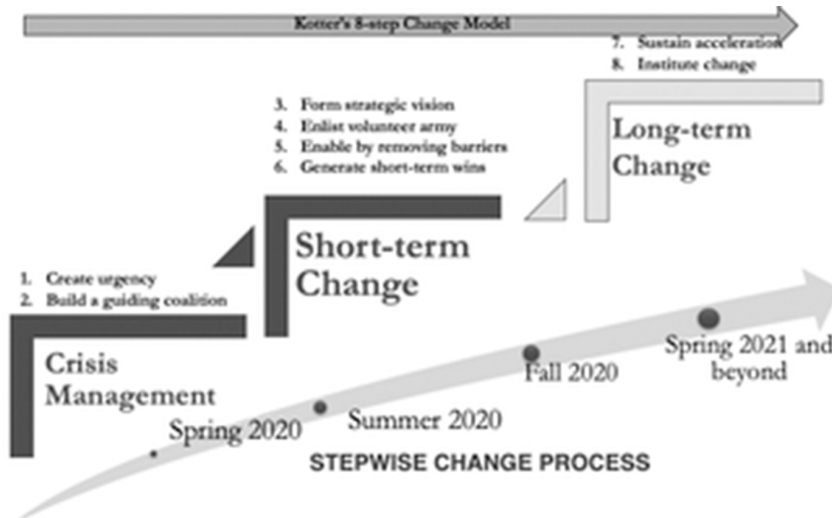 Kotter's 8-step Change Model
7. Sustain acceleration
8. Institute change
Long-term
Change
3. Form strategic vision
4. Enlist volunteer army
5. Enable by removing barriers
6. Generate short-term wins
Short-term
Change
1. Create urgency
2. Build a guiding coalition
Crisis
Management
Spring 2020
Summer 2020
Fall 2020
Spring 2021 and
beyond
STEPWISE CHANGE PROCESS